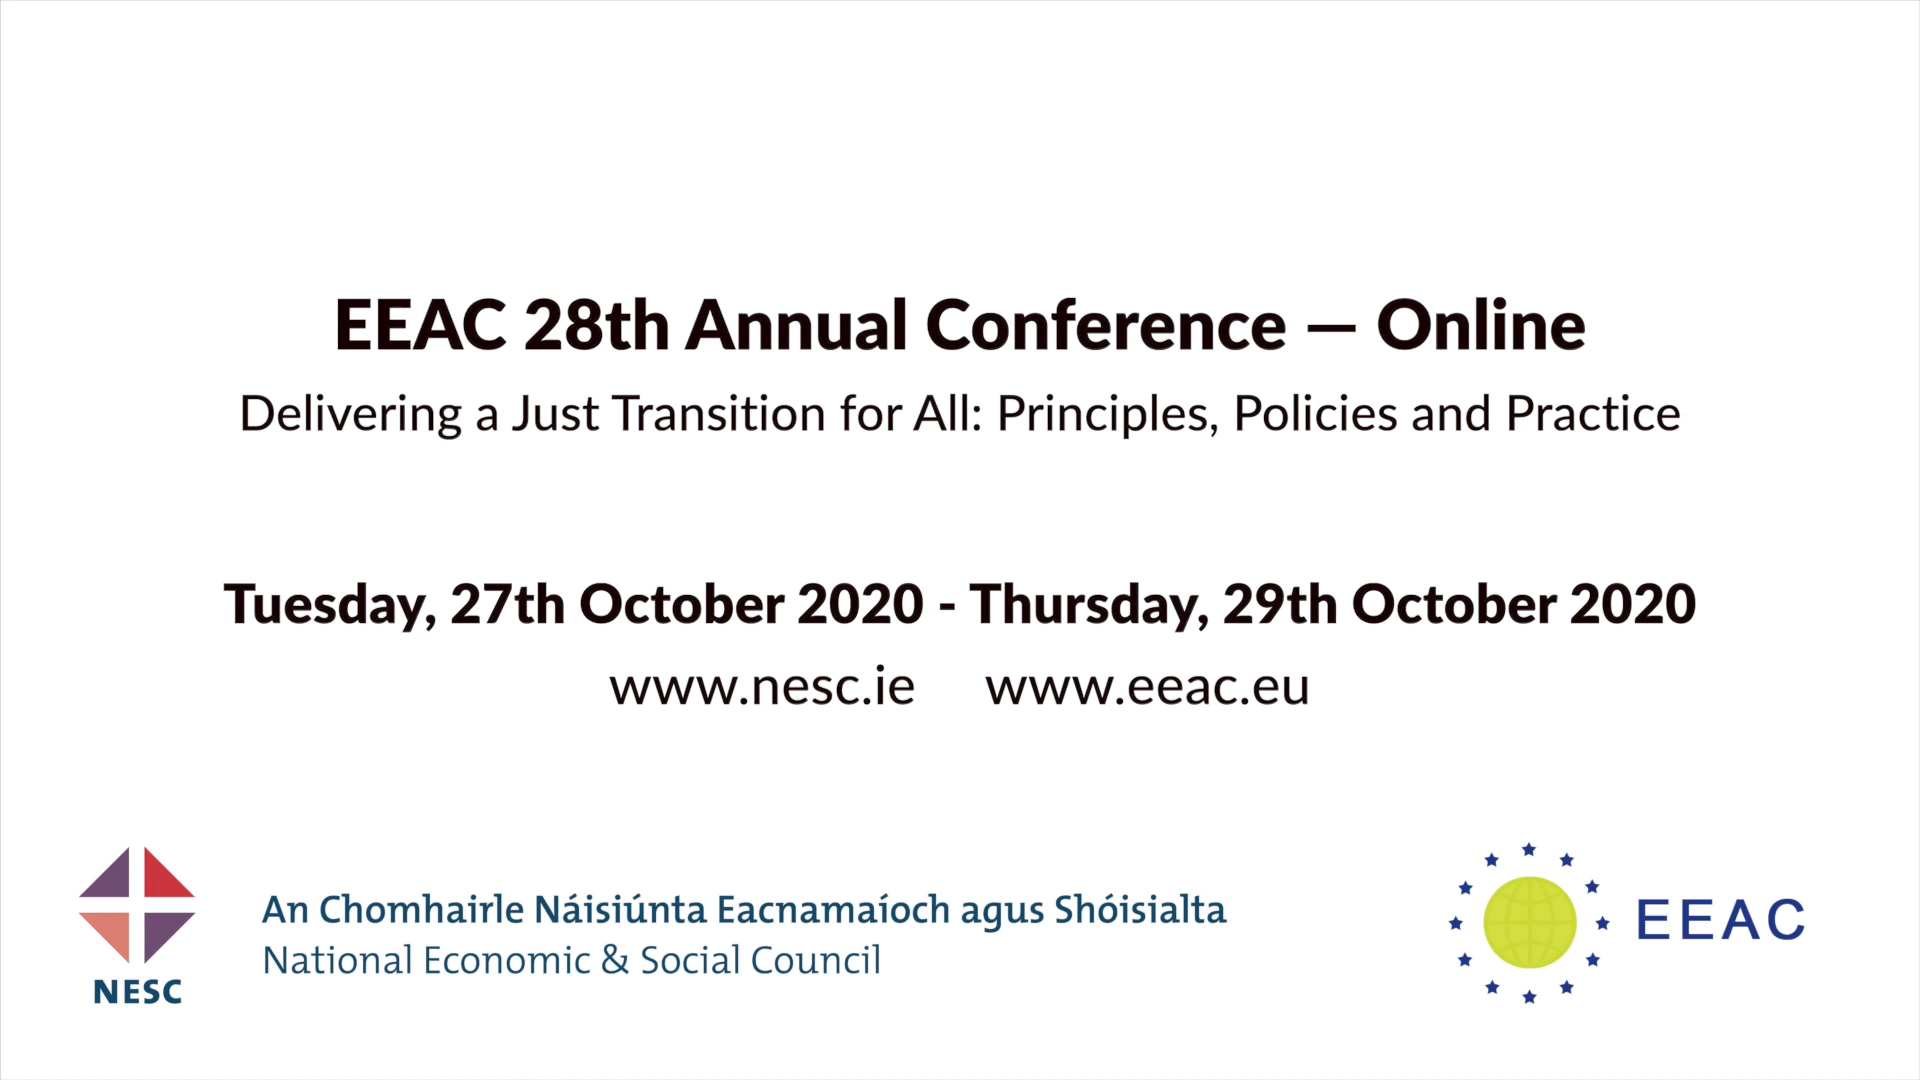 EEAC 28th Annual Conference — Online
Delivering a Just Transition for All: Principles, Policies and Practice
Tuesday, 27th October 2020 - Thursday, 29th October 2020
www.nesc.ie www.eeac.eu
An Chomhairle Náisiúnta Eacnamaíoch agus Shóisialta
National Economic & Social Council
NESC
EEAC